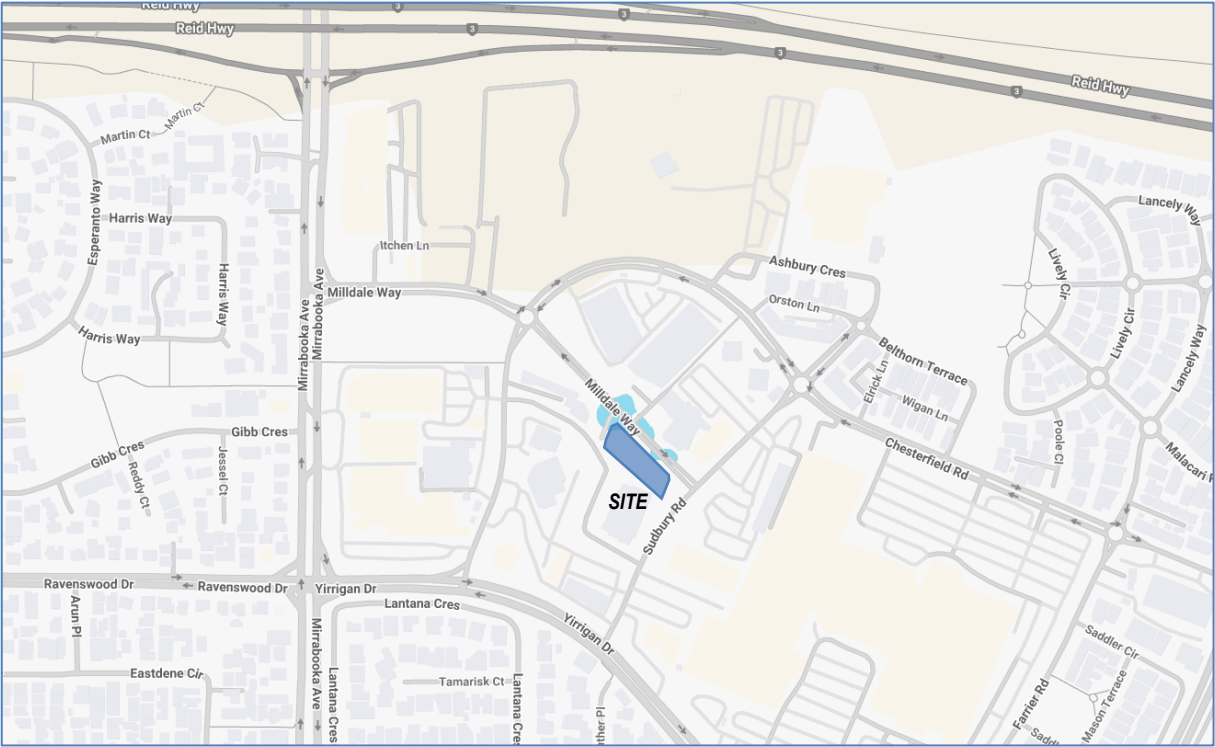 Reid Hwy
3
3
Reid Hwy
3
3
Reid Hwy
3
Martin Ct
Martin Ct
Esperanto Way
Harris Way
Harris Way
Harris Way
Mirrabooka Ave
Mirrabooka Ave
Itchen Ln
Milldale Way
Ashbury Cres
Orston Ln
Lancely Way
Lively Cir
Lively Cir
Lancely Way
Belthorn Terrace
Elrick Ln
Wigan Ln
Milldale Way
Gibb Cres
Gibb Cres
Reddy Ct
Jessel Ct
Chesterfield Rd
Poole Cl
Malacari
SITE
Sudbury Rd
Ravenswood Dr
Ravenswood Dr
Yirrigan Dr
Lantana Cres
Arun Pl
Yirrigan Dr
Mirrabooka Ave
Eastdene Cir
Lantana Cres
Tamarisk Ct
Lantana Cres
Saddler Cir
Farrier Rd
Mason Terrace